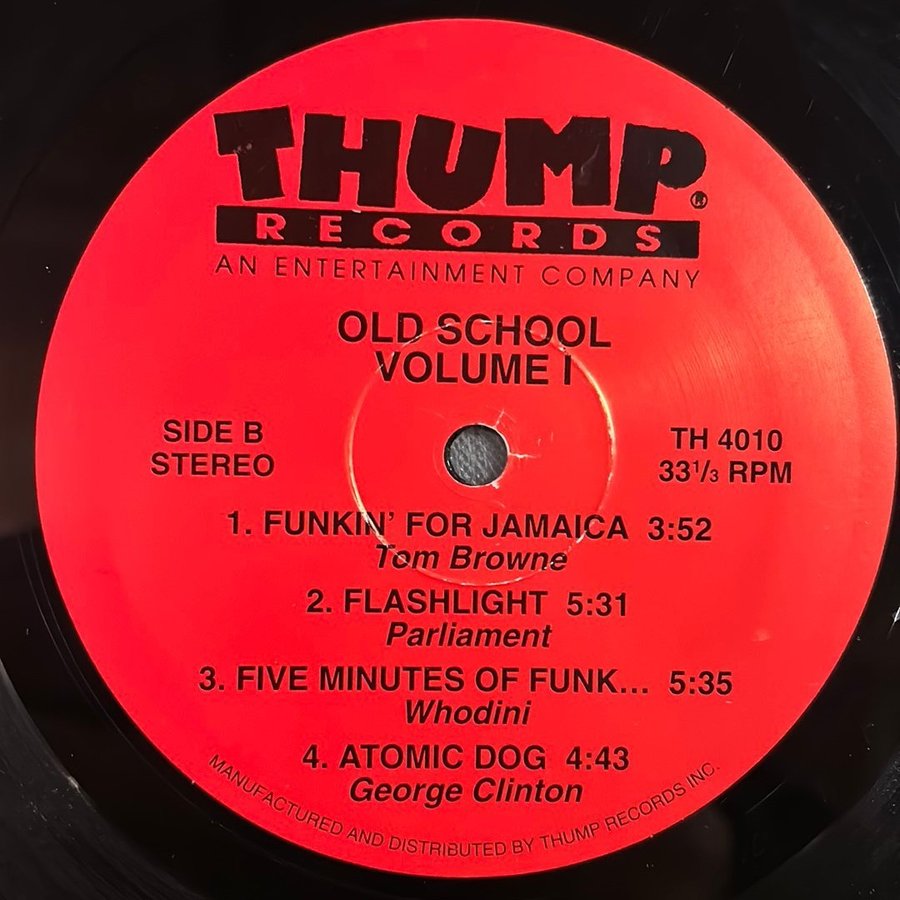 THUMP®
RECORDS
AN ENTERTAINMENT COMPANY
OLD SCHOOL
VOLUME I
SIDE B
STEREO
TH 4010
33⅓ RPM
1. FUNKIN' FOR JAMAICA 3:52
Tom Browne
2. FLASHLIGHT 5:31
Parliament
3. FIVE MINUTES OF FUNK... 5:35
Whodini
4. ATOMIC DOG 4:43
George Clinton
MANUFACTURED AND DISTRIBUTED BY THUMP RECORDS INC.